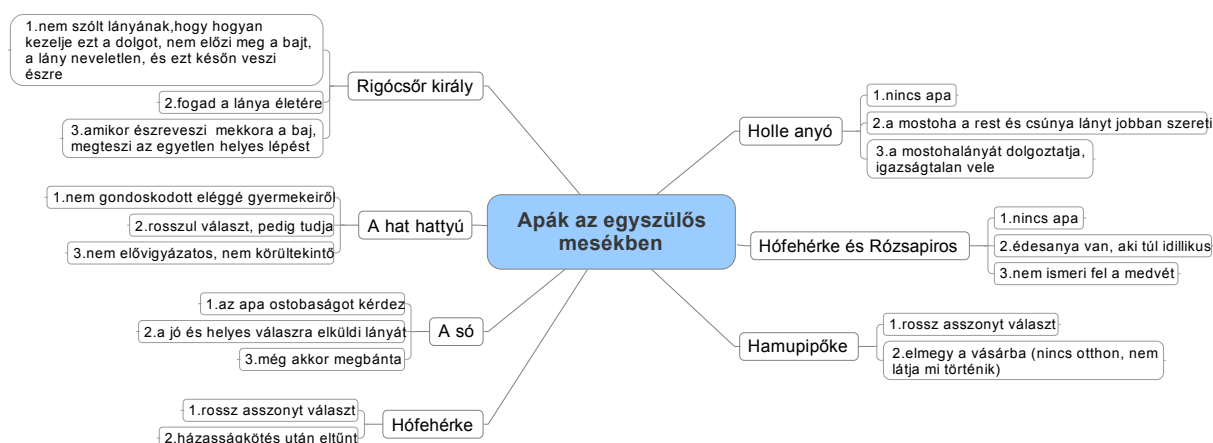 Apák az egyszülős
mesékben
Rigócsőr király
1.nem szólt lányának,hogy hogyan
kezelje ezt a dolgot, nem előzi meg a bajt,
a lány neveletlen, és ezt későn veszi
észre
2.fogad a lánya életére
3.amikor észreveszi mekkora a baj,
megteszi az egyetlen helyes lépést
A hat hattyú
1.nem gondoskodott eléggé gyermekeiről
2.rosszul választ, pedig tudja
3.nem elővigyázatos, nem körültekintő
A só
1.az apa ostobaságot kérdez
2.a jó és helyes válaszra elküldi lányát
3.még akkor megbánta
Hófehérke
1.rossz asszonyt választ
2.házasságkötés után eltűnt
Holle anyó
1.nincs apa
2.a mostoha a rest és csúnya lányt jobban szereti
3.a mostohalányát dolgoztatja,
igazságtalan vele
Hófehérke és Rózsapiros
1.nincs apa
2.édesanya van, aki túl idillikus
3.nem ismeri fel a medvét
Hamupipőke
1.rossz asszonyt választ
2.elmegy a vásárba (nincs otthon, nem
látja mi történik)